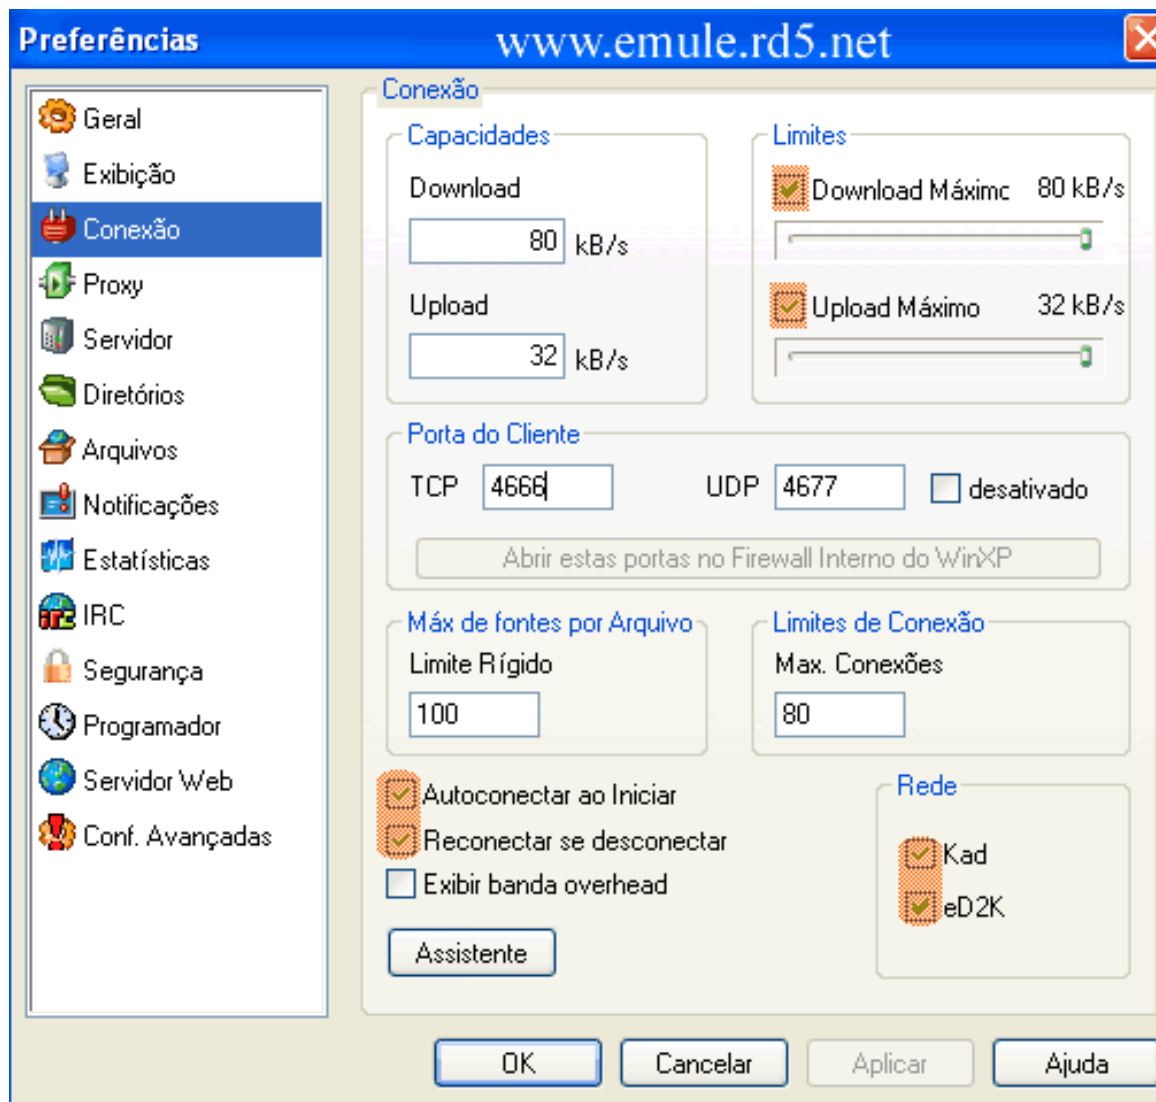 Preferências
www.emule.rd5.net
Geral
Exibição
Conexão
Proxy
Servidor
Diretórios
Arquivos
Notificações
Estatísticas
IRC
Segurança
Programador
Servidor Web
Conf. Avançadas
Conexão
Capacidades
Download
80 kB/s
Upload
32 kB/s
Limites
Download Máximo 80 kB/s
Upload Máximo 32 kB/s
Porta do Cliente
TCP 4666 UDP 4677 desativado
Abrir estas portas no Firewall Interno do WinXP
Máx de fontes por Arquivo
Limite Rígido
100
Limites de Conexão
Max. Conexões
80
Autoconectar ao Iniciar
Reconectar se desconectar
Exibir banda overhead
Assistente
Rede
Kad
eD2K
OK Cancelar Aplicar Ajuda